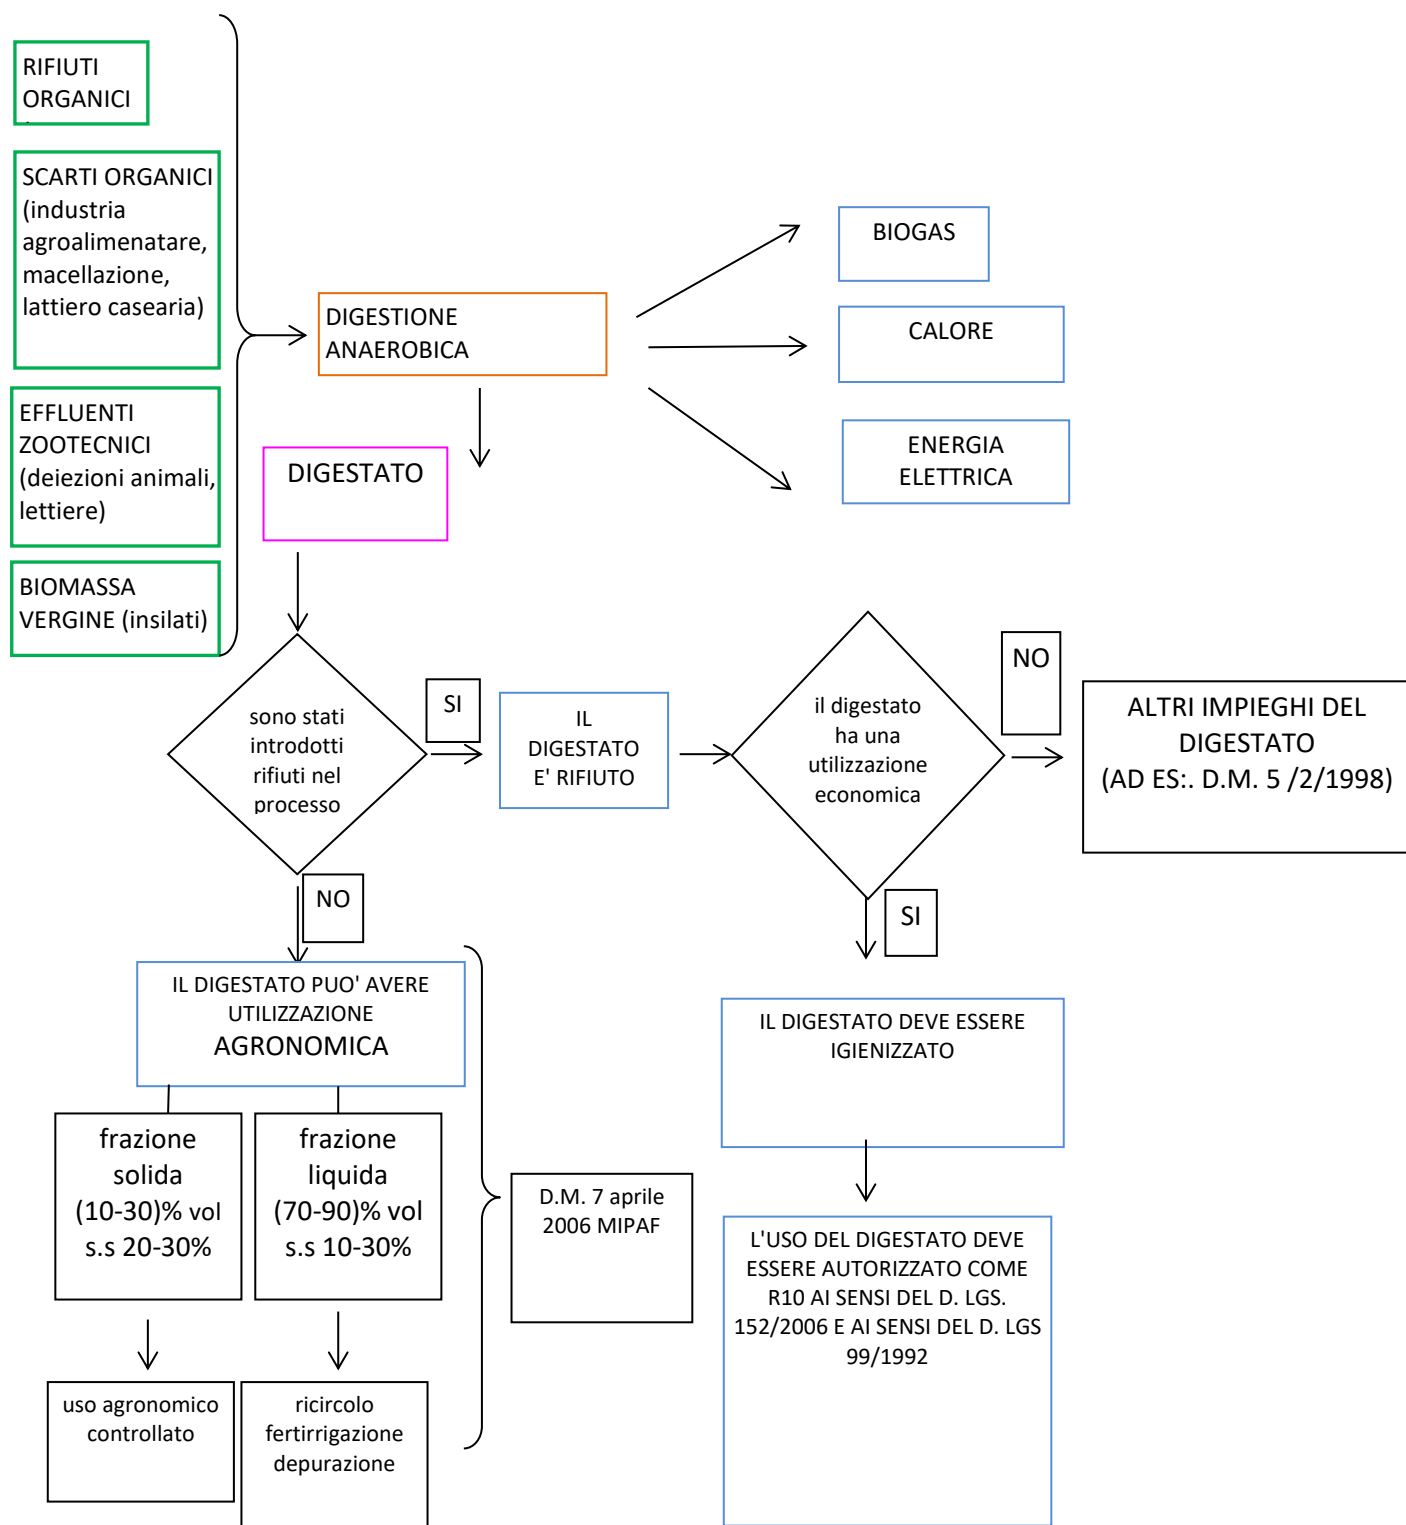 RIFIUTI
ORGANICI
SCARTI ORGANICI
(industria
agroalimenatare,
macellazione,
lattiero casearia)
EFFLUENTI
ZOOTECNICI
(deiezioni animali,
lettiere)
BIOMASSA
VERGINE (insilati)
DIGESTIONE
ANAEROBICA
BIOGAS
CALORE
ENERGIA
ELETTRICA
DIGESTATO
sono stati
introdotti
rifiuti nel
processo
SI
IL
DIGESTATO
E' RIFIUTO
il digestato
ha una
utilizzazione
economica
NO
ALTRI IMPIEGHI DEL
DIGESTATO
(AD ES:. D.M. 5 /2/1998)
NO
SI
IL DIGESTATO PUO' AVERE
UTILIZZAZIONE
AGRONOMICA
frazione
solida
(10-30)% vol
s.s 20-30%
frazione
liquida
(70-90)% vol
s.s 10-30%
D.M. 7 aprile
2006 MIPAF
uso agronomico
controllato
ricircolo
fertirrigazione
depurazione
IL DIGESTATO DEVE ESSERE
IGIENIZZATO
L'USO DEL DIGESTATO DEVE
ESSERE AUTORIZZATO COME
R10 AI SENSI DEL D. LGS.
152/2006 E AI SENSI DEL D. LGS
99/1992